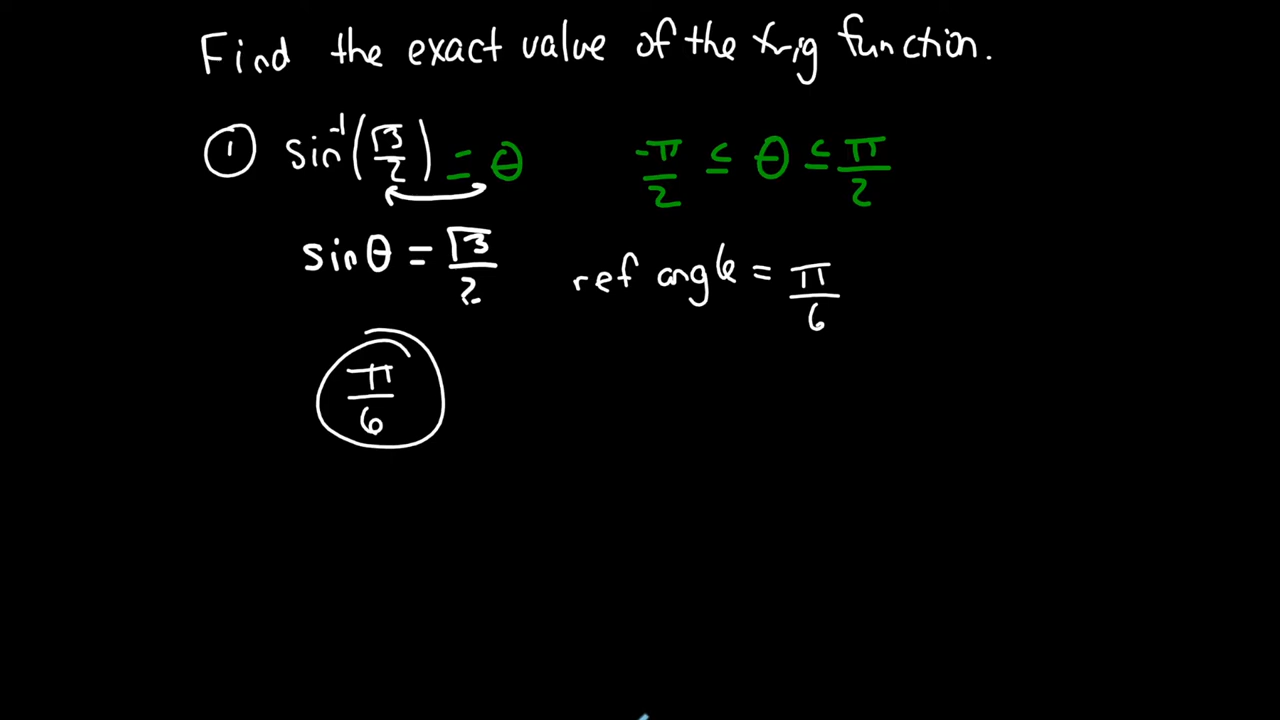 Find the exact value of the trig function.
① sin⁻¹(√3/2) = θ   -π/2 ≤ θ ≤ π/2
sinθ = √3/2   ref angle = π/6
π/6